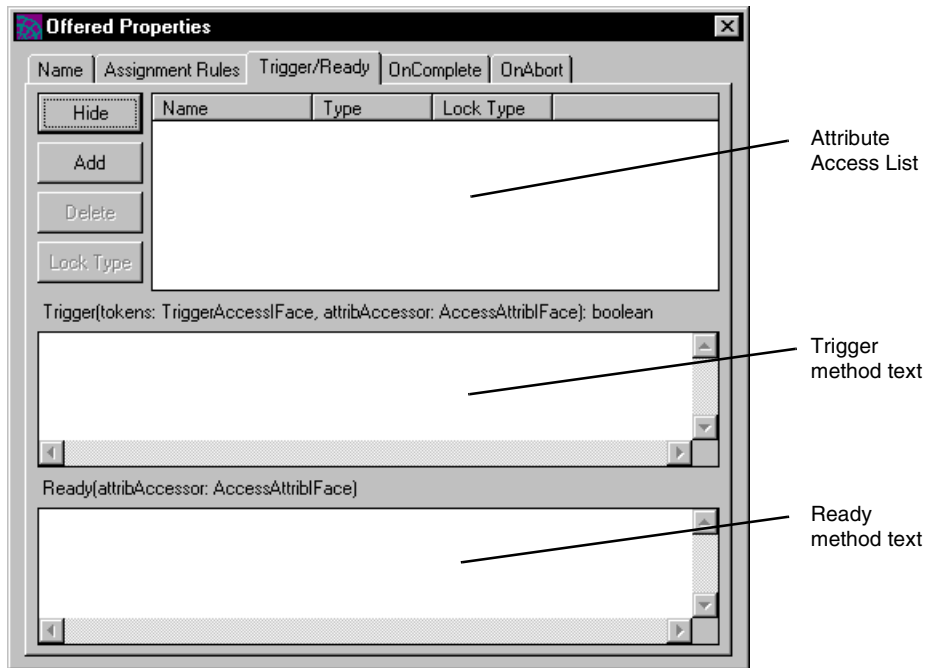 Offered Properties
Name Assignment Rules Trigger/Ready OnComplete OnAbort
Hide Name Type Lock Type
Add
Delete
Lock Type
Attribute
Access List
Trigger(tokens: TriggerAccessIFace, attribAccessor: AccessAttribIFace): boolean
Trigger
method text
Ready(attribAccessor: AccessAttribIFace)
Ready
method text